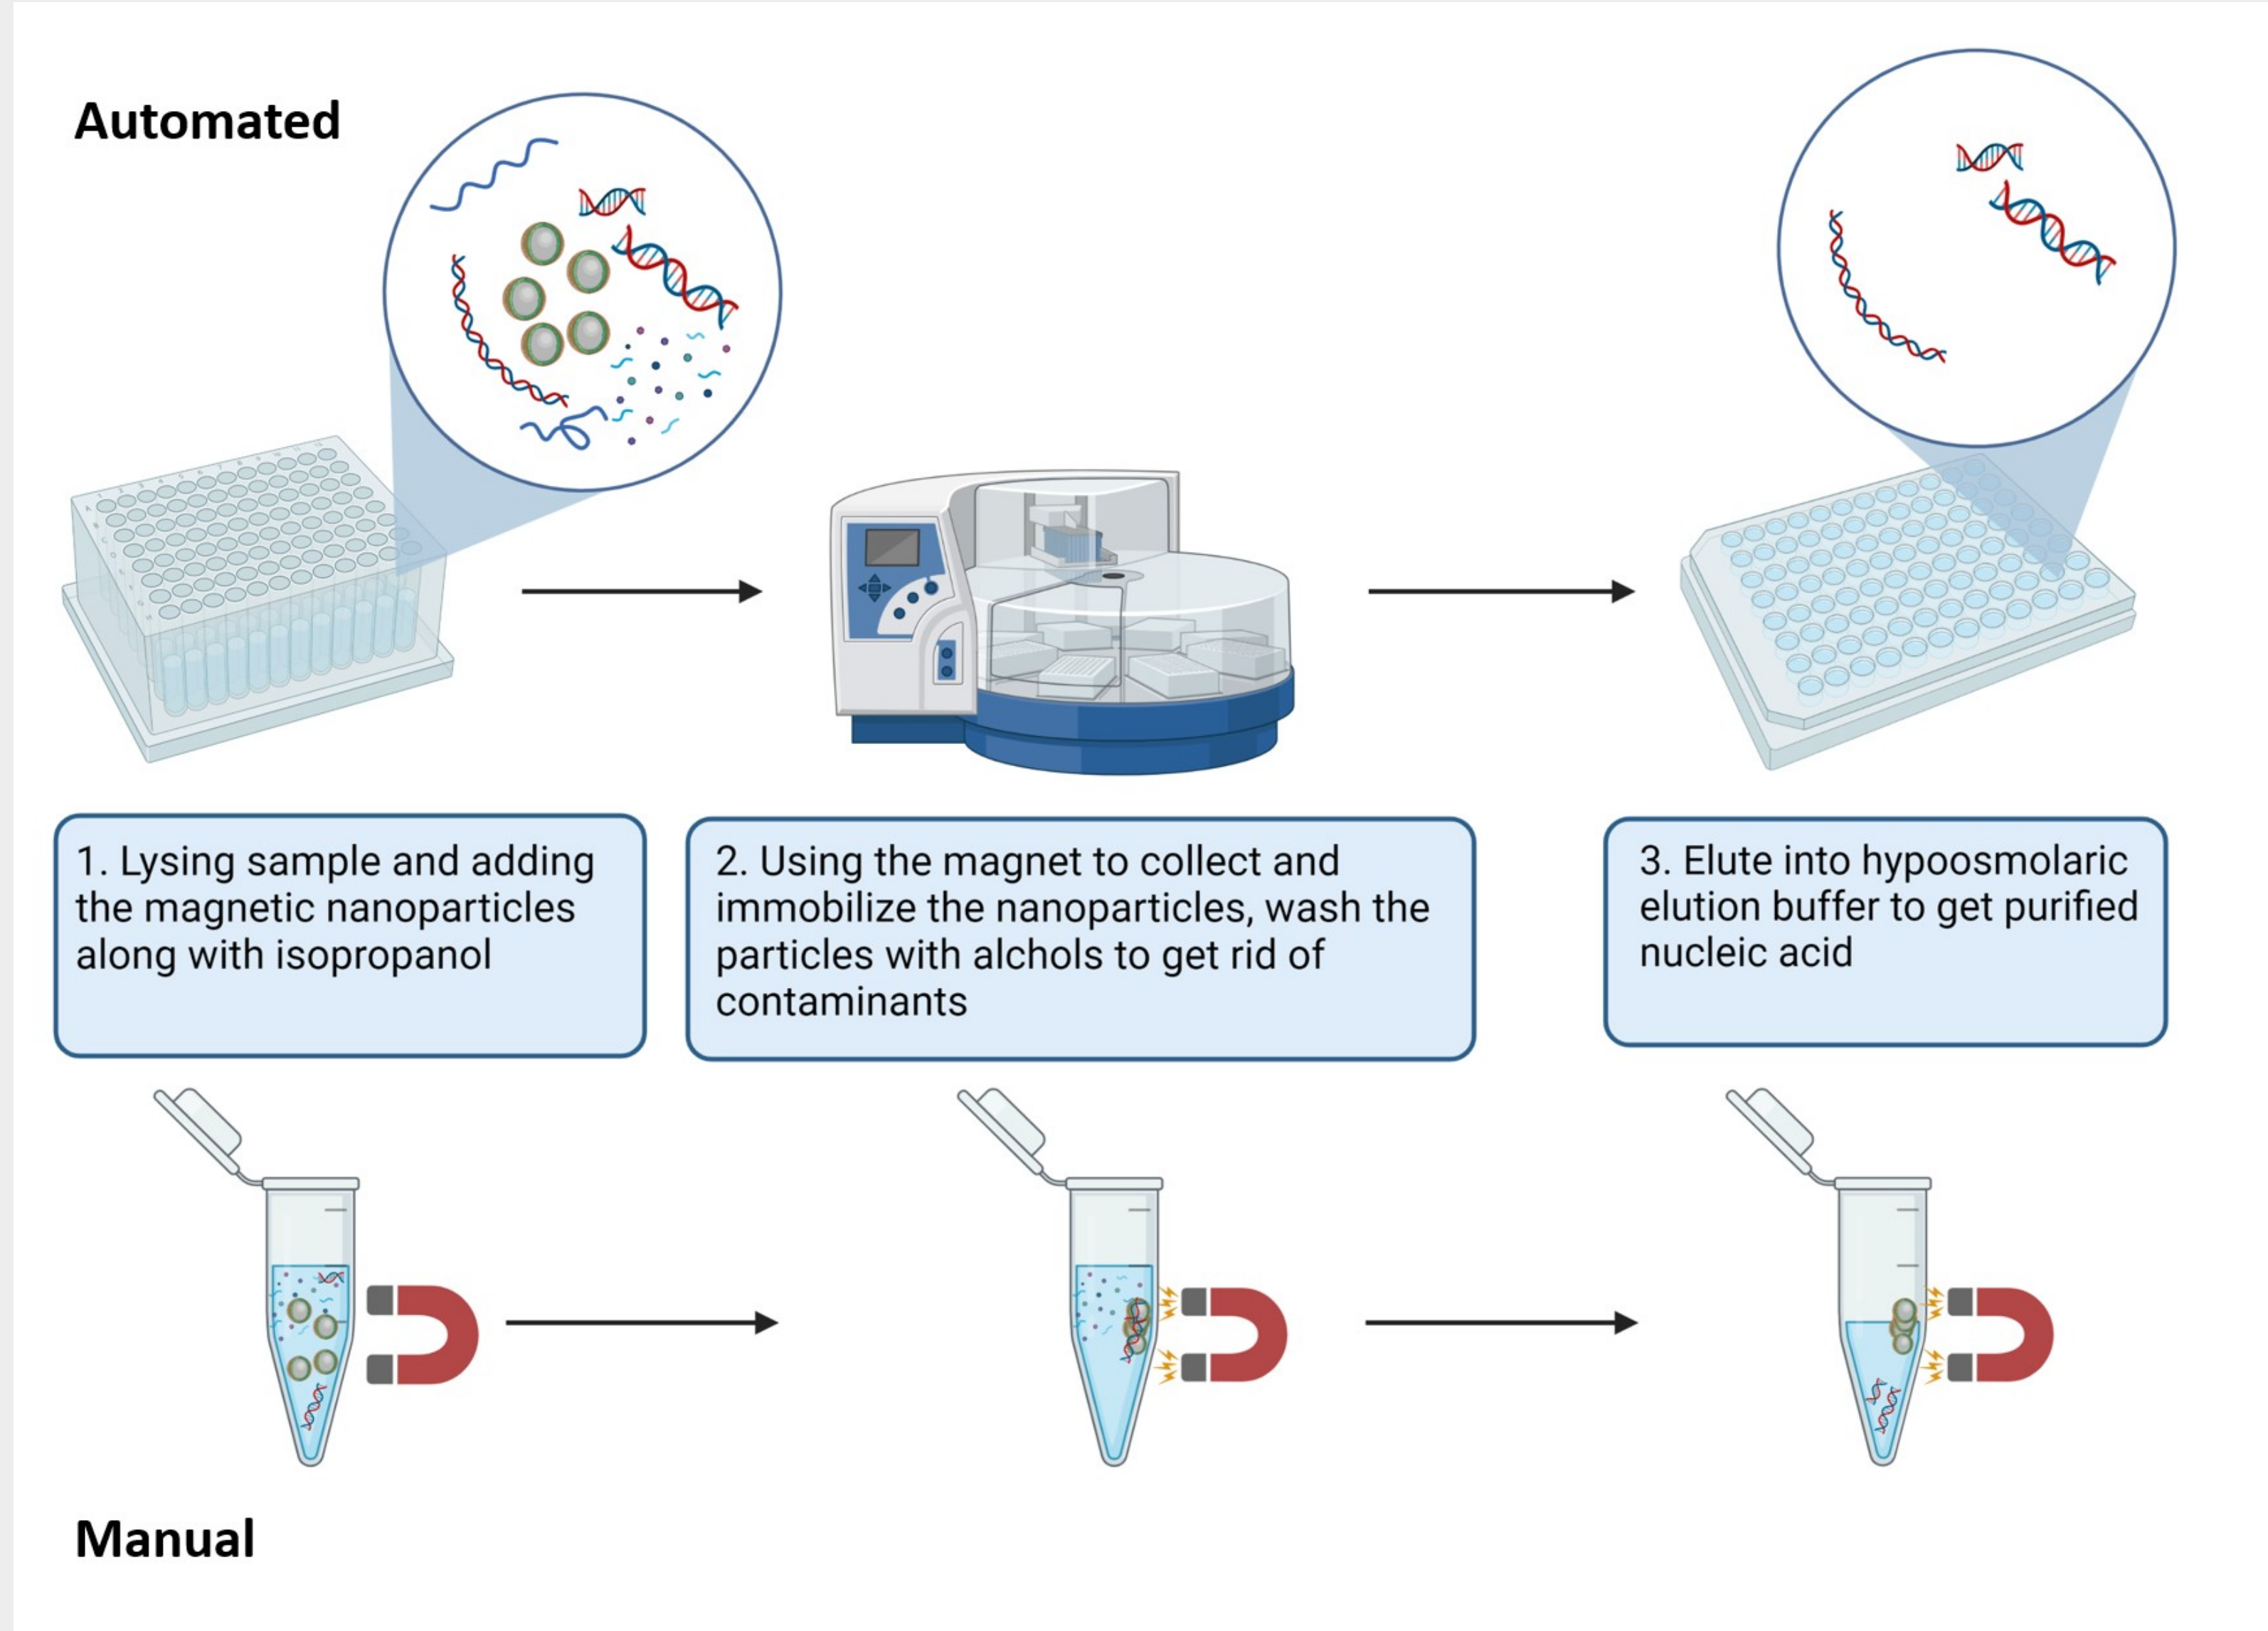 Automated
1. Lysing sample and adding
the magnetic nanoparticles
along with isopropanol
2. Using the magnet to collect and
immobilize the nanoparticles, wash the
particles with alchols to get rid of
contaminants
3. Elute into hypoosmolaric
elution buffer to get purified
nucleic acid
Manual